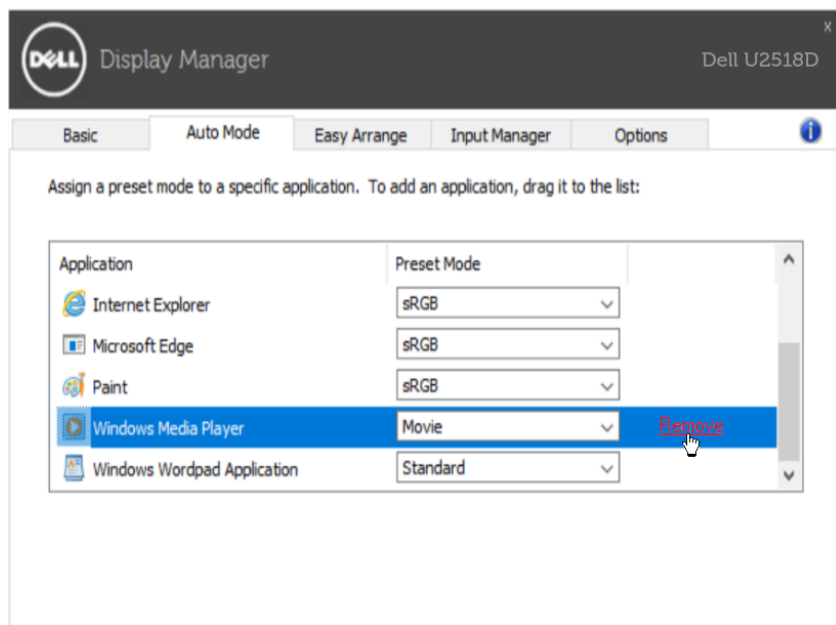 x
DELL Display Manager Dell U2518D
Basic Auto Mode Easy Arrange Input Manager Options i
Assign a preset mode to a specific application. To add an application, drag it to the list:
Application Preset Mode
Internet Explorer sRGB
Microsoft Edge sRGB
Paint sRGB
Windows Media Player Movie Remove
Windows Wordpad Application Standard